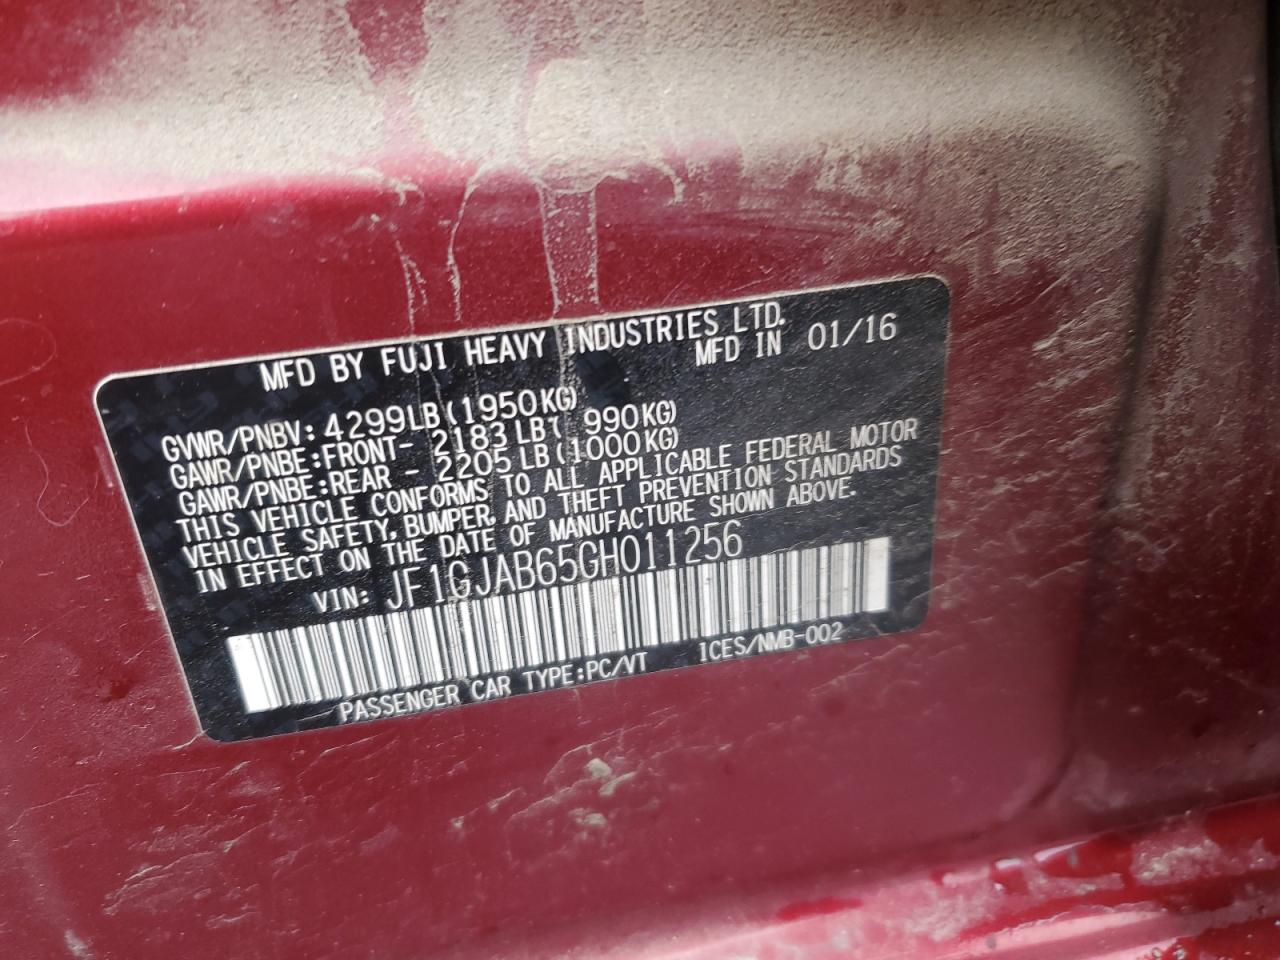 MFD BY FUJI HEAVY INDUSTRIES LTD.
MFD IN 01/16
GVWR/PNBV: 4299LB (1950KG)
GAWR/PNBE:FRONT- 2183LB ( 990KG)
GAWR/PNBE:REAR - 2205LB (1000KG)
THIS VEHICLE CONFORMS TO ALL APPLICABLE FEDERAL MOTOR
VEHICLE SAFETY, BUMPER, AND THEFT PREVENTION STANDARDS
IN EFFECT ON THE DATE OF MANUFACTURE SHOWN ABOVE.
VIN: JF1GJAB65GH011256
PASSENGER CAR TYPE:PC/VT ICES/NMB-002